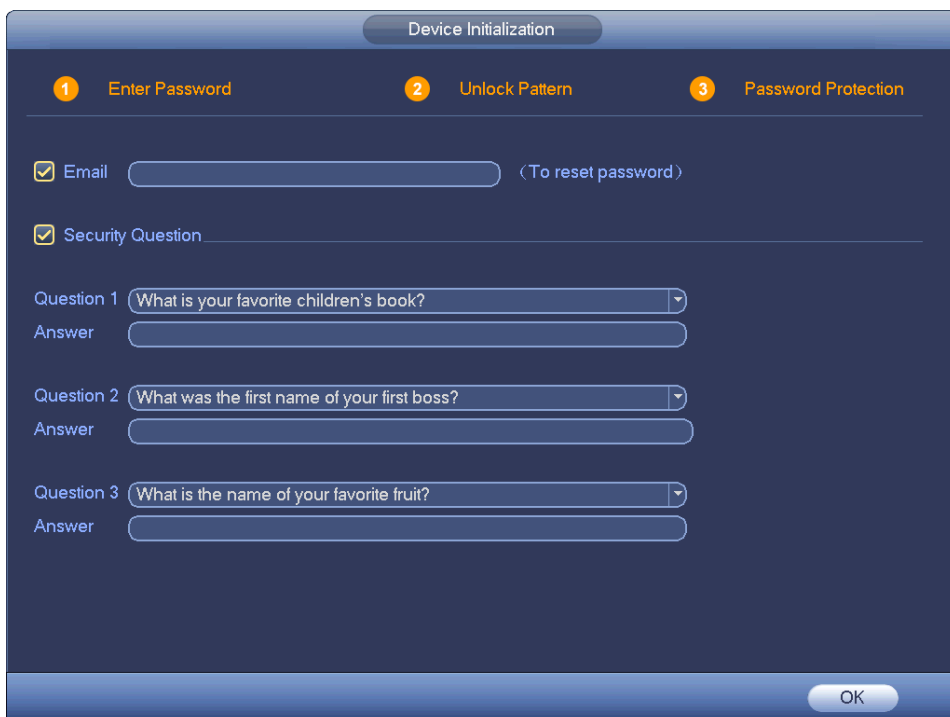 Device Initialization
1 Enter Password 2 Unlock Pattern 3 Password Protection
Email （To reset password）
Security Question
Question 1 What is your favorite children's book?
Answer
Question 2 What was the first name of your first boss?
Answer
Question 3 What is the name of your favorite fruit?
Answer
OK